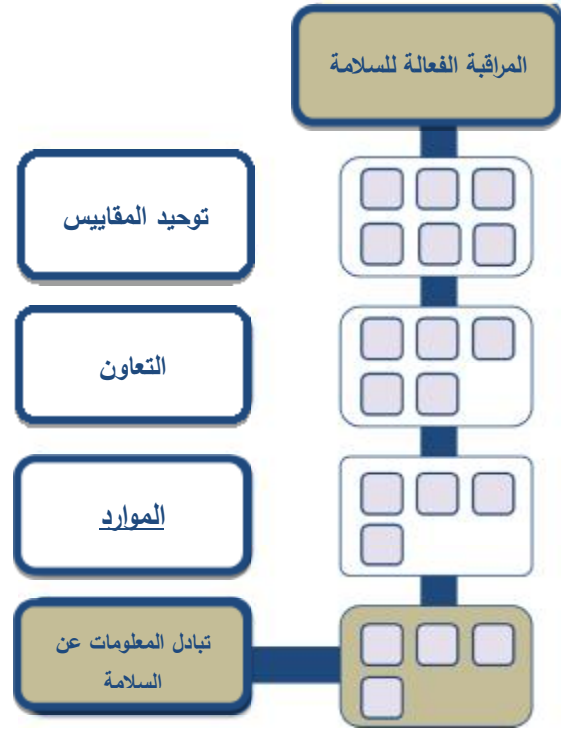 المراقبة الفعالة للسلامة
توحيد المقاييس
التعاون
الموارد
تبادل المعلومات عن
السلامة